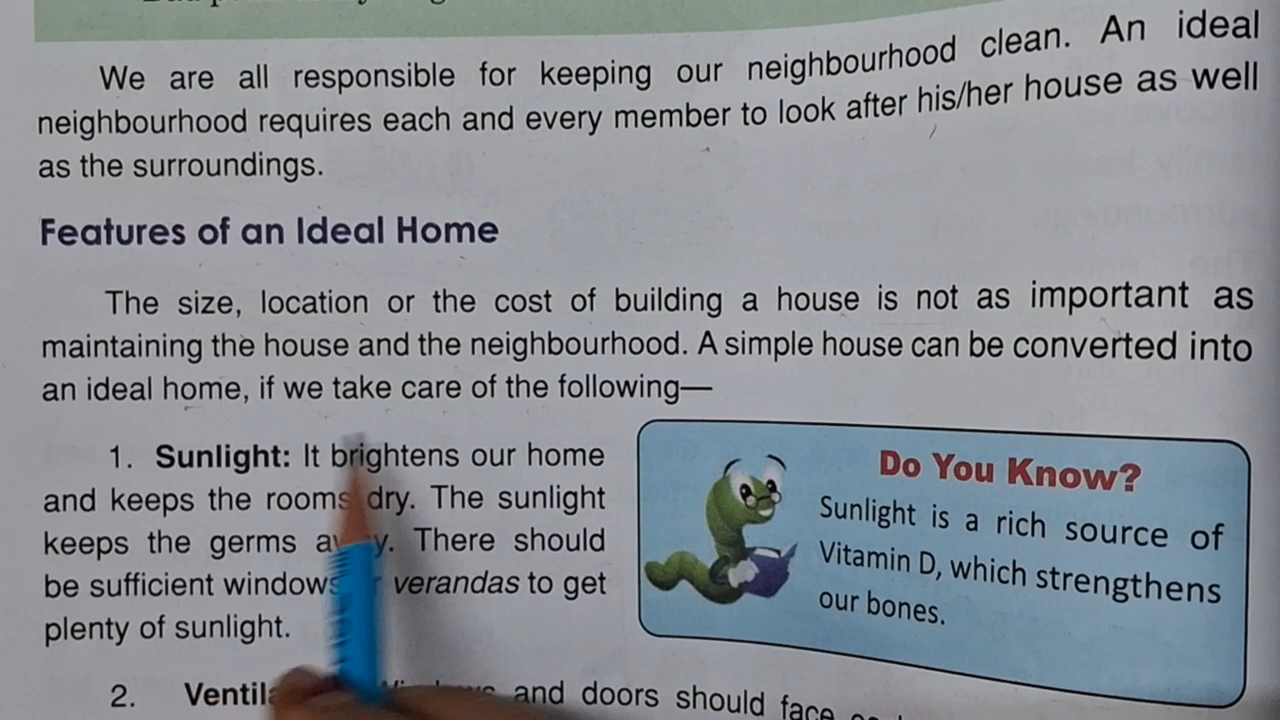 We are all responsible for keeping our neighbourhood clean. An ideal
neighbourhood requires each and every member to look after his/her house as well
as the surroundings.
Features of an Ideal Home
The size, location or the cost of building a house is not as important as
maintaining the house and the neighbourhood. A simple house can be converted into
an ideal home, if we take care of the following—
1. Sunlight: It brightens our home
and keeps the rooms dry. The sunlight
keeps the germs away. There should
be sufficient windows verandas to get
plenty of sunlight.
Do You Know?
Sunlight is a rich source of
Vitamin D, which strengthens
our bones.
2. and doors should face